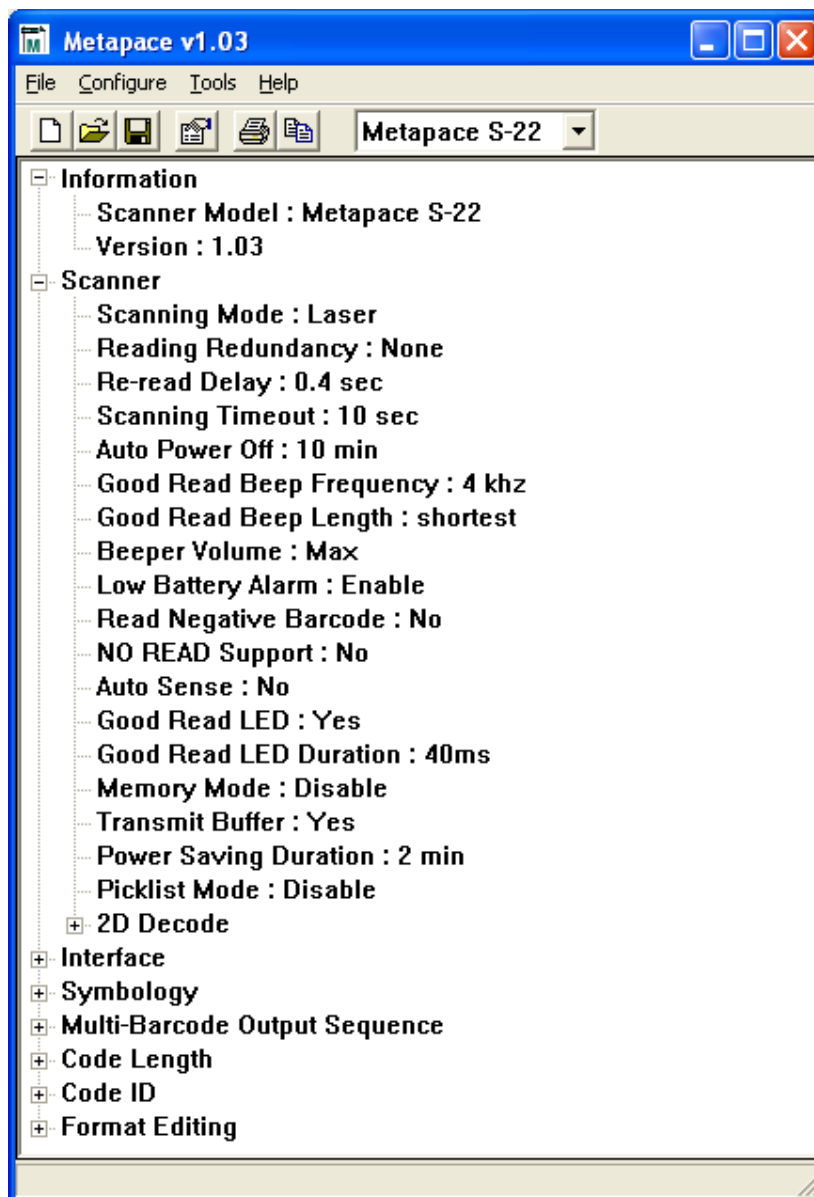 Metapace v1.03
File Configure Tools Help
Metapace S-22
Information
Scanner Model : Metapace S-22
Version : 1.03
Scanner
Scanning Mode : Laser
Reading Redundancy : None
Re-read Delay : 0.4 sec
Scanning Timeout : 10 sec
Auto Power Off : 10 min
Good Read Beep Frequency : 4 khz
Good Read Beep Length : shortest
Beeper Volume : Max
Low Battery Alarm : Enable
Read Negative Barcode : No
NO READ Support : No
Auto Sense : No
Good Read LED : Yes
Good Read LED Duration : 40ms
Memory Mode : Disable
Transmit Buffer : Yes
Power Saving Duration : 2 min
Picklist Mode : Disable
2D Decode
Interface
Symbology
Multi-Barcode Output Sequence
Code Length
Code ID
Format Editing